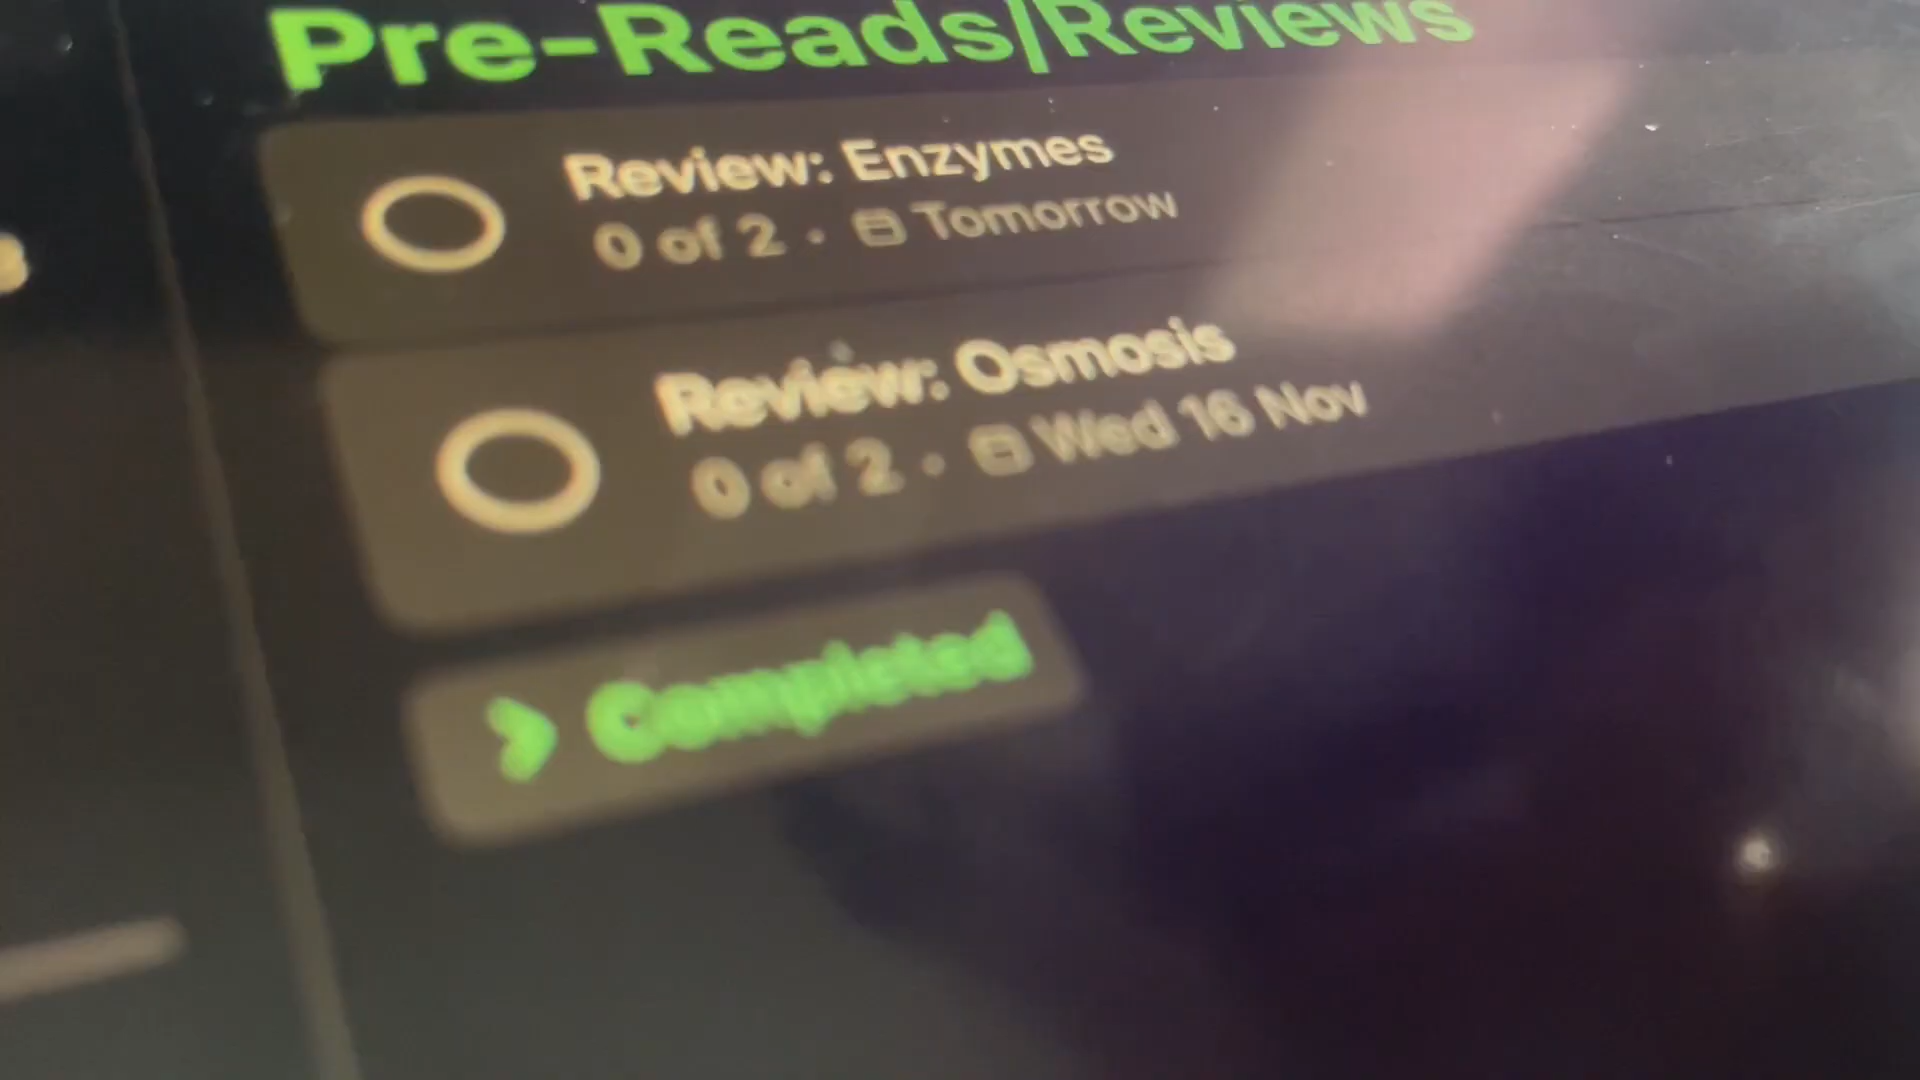 Pre-Reads/Reviews
Review: Enzymes
0 of 2 · Tomorrow
Review: Osmosis
0 of 2 · Wed 16 Nov
Completed